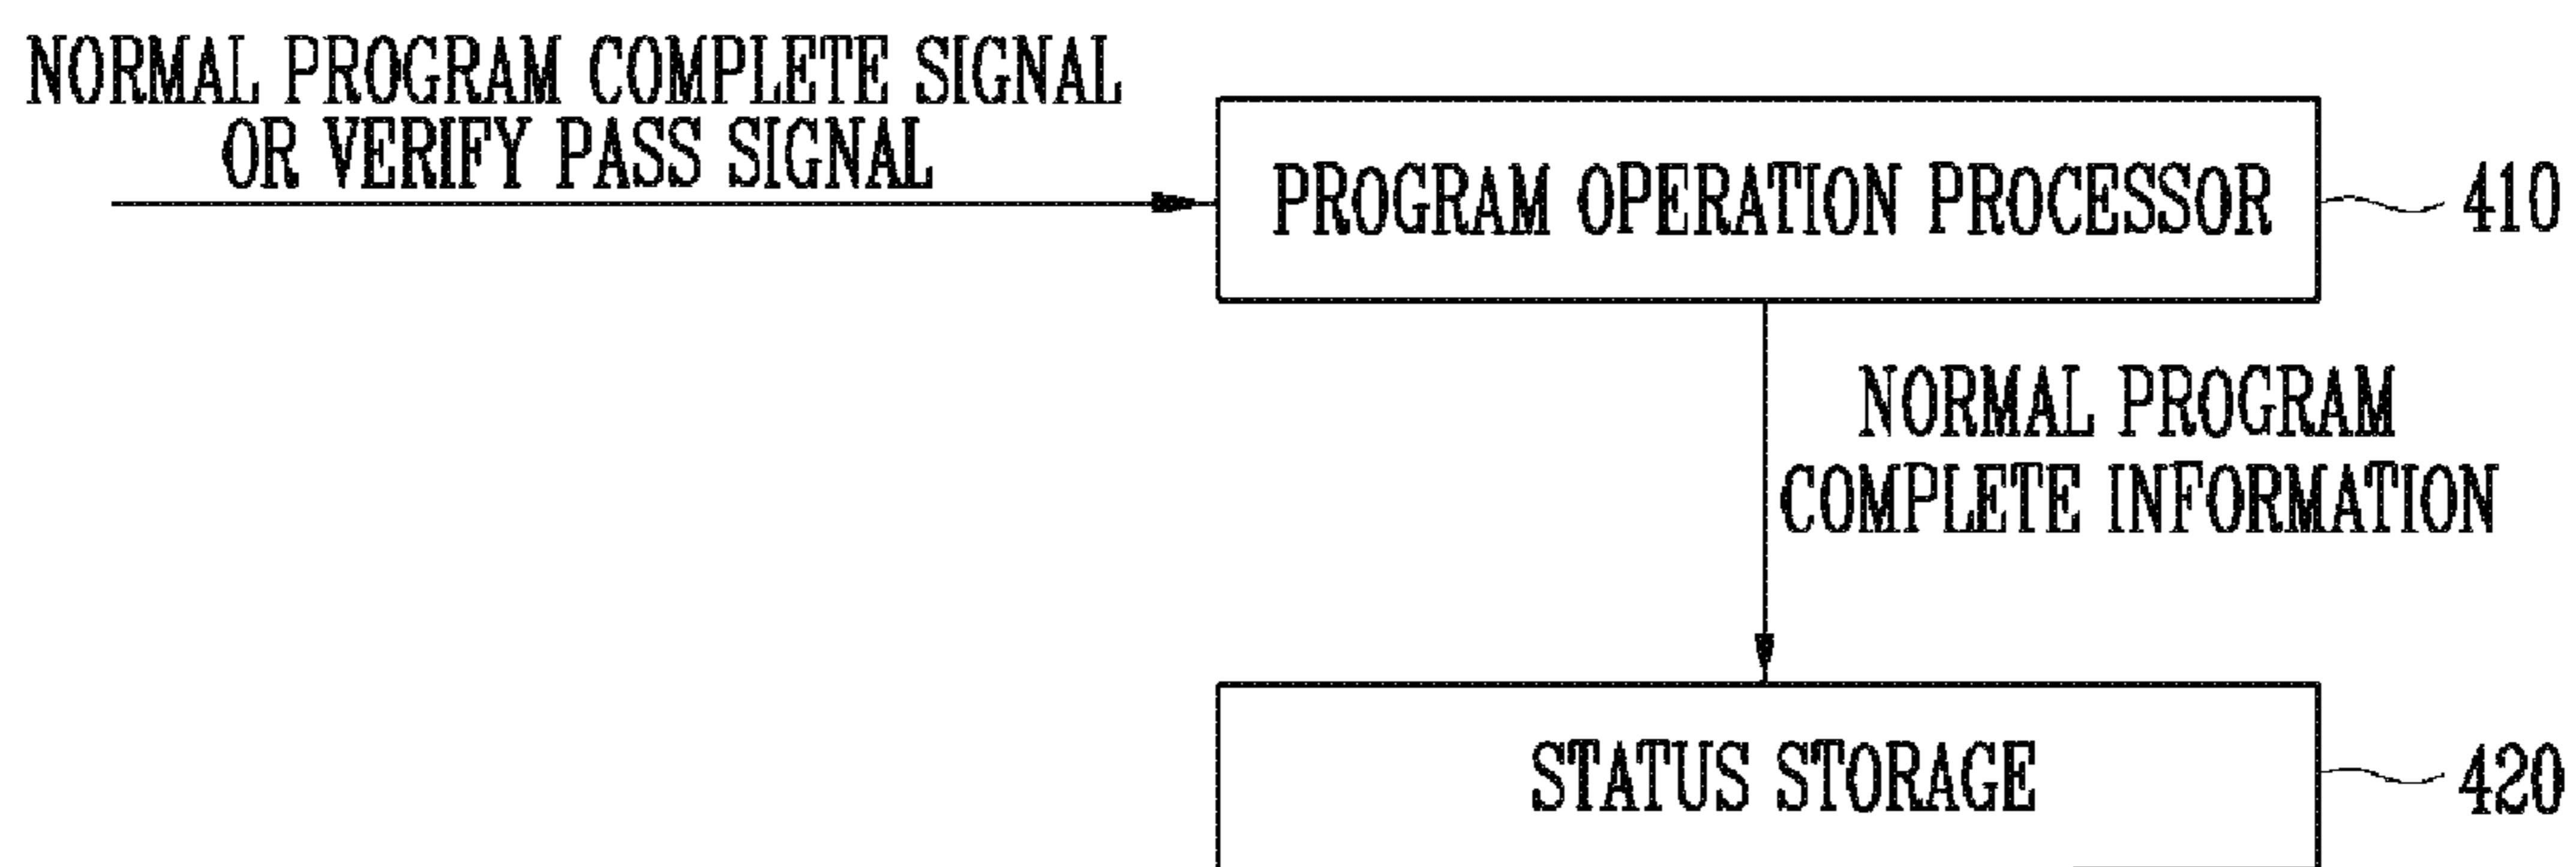 NORMAL PROGRAM COMPLETE SIGNAL
OR VERIFY PASS SIGNAL
PROGRAM OPERATION PROCESSOR
410
NORMAL PROGRAM
COMPLETE INFORMATION
STATUS STORAGE
420